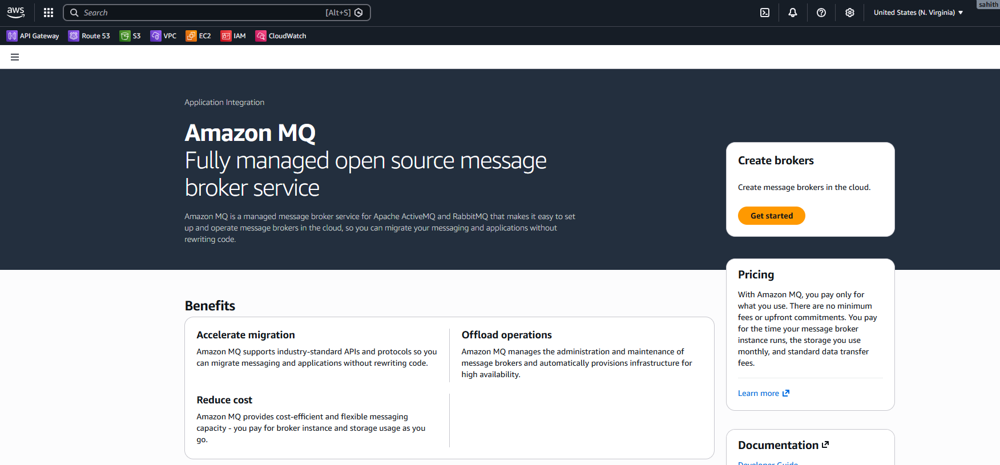 aws
Search [Alt+S]
United States (N. Virginia)
sahith
API Gateway Route 53 S3 VPC EC2 IAM CloudWatch
Application Integration
Amazon MQ
Fully managed open source message
broker service
Amazon MQ is a managed message broker service for Apache ActiveMQ and RabbitMQ that makes it easy to set
up and operate message brokers in the cloud, so you can migrate your messaging and applications without
rewriting code.
Create brokers
Create message brokers in the cloud.
Get started
Pricing
With Amazon MQ, you pay only for
what you use. There are no minimum
fees or upfront commitments. You pay
for the time your message broker
instance runs, the storage you use
monthly, and standard data transfer
fees.
Learn more
Benefits
Accelerate migration
Amazon MQ supports industry-standard APIs and protocols so you
can migrate messaging and applications without rewriting code.
Offload operations
Amazon MQ manages the administration and maintenance of
message brokers and automatically provisions infrastructure for
high availability.
Reduce cost
Amazon MQ provides cost-efficient and flexible messaging
capacity - you pay for broker instance and storage usage as you
go.
Documentation
Developer Guide